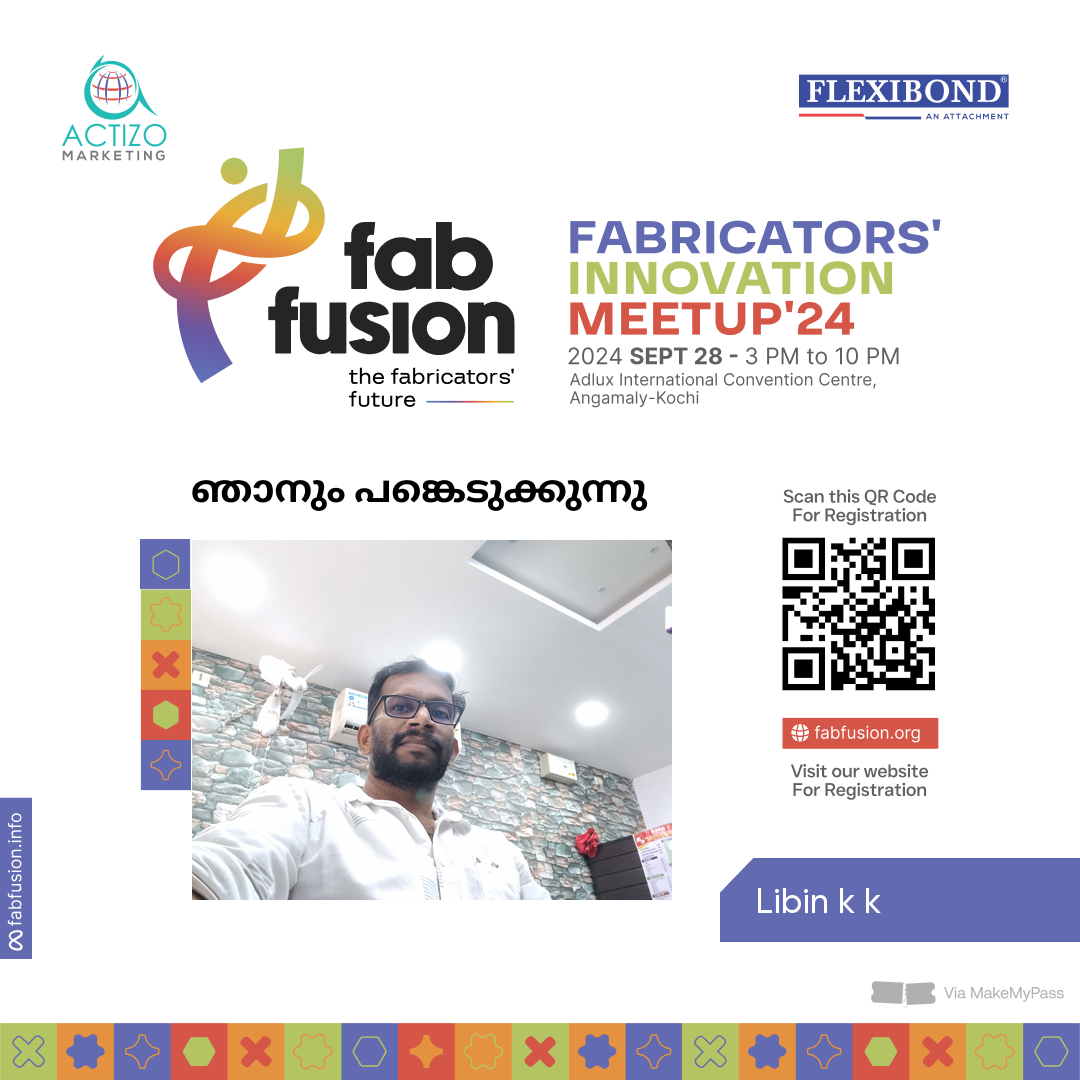 ACTIZO
MARKETING
FLEXIBOND®
AN ATTACHMENT
fab
fusion
the fabricators'
future
FABRICATORS'
INNOVATION
MEETUP'24
2024 SEPT 28 - 3 PM to 10 PM
Adlux International Convention Centre,
Angamaly-Kochi
ഞാനും പങ്കെടുക്കുന്നു
Scan this QR Code
For Registration
fabfusion.org
Visit our website
For Registration
fabfusion.info
Libin k k
Via MakeMyPass